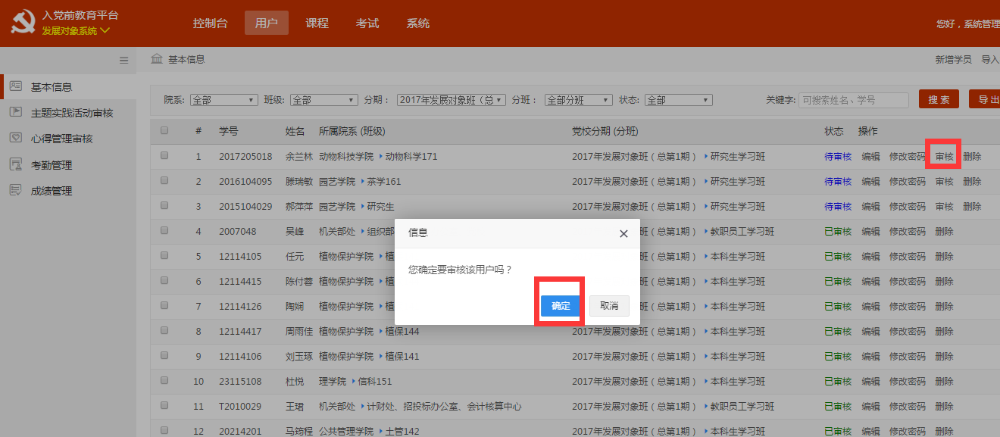 入党前教育平台
发展对象系统
控制台 用户 课程 考试 系统
您好，系统管理
基本信息
主题实践活动审核
心得管理审核
考勤管理
成绩管理
基本信息
新增学员 导入
院系: 全部 班级: 全部 分期： 2017年发展对象班（总 分班： 全部分班 状态: 全部 关键字: 可搜索姓名、学号 搜 索 导 出
# 学号 姓名 所属院系 (班级) 党校分期 (分班) 状态 操作
1 2017205018 余兰林 动物科技学院 动物科学171 2017年发展对象班（总第1期） 研究生学习班 待审核 编辑 修改密码 审核 删除
2 2016104095 滕瑞敏 园艺学院 茶学161 2017年发展对象班（总第1期） 研究生学习班 待审核 编辑 修改密码 审核 删除
3 2015104029 郝萍萍 园艺学院 研究生 2017年发展对象班（总第1期） 研究生学习班 待审核 编辑 修改密码 审核 删除
4 2007048 吴峰 机关部处 组织部 班（总第1期） 教职员工学习班 已审核 编辑 修改密码 删除
5 12114105 任元 植物保护学院 班（总第1期） 本科生学习班 已审核 编辑 修改密码 删除
6 12114415 陈付蓉 植物保护学院 班（总第1期） 本科生学习班 已审核 编辑 修改密码 删除
7 12114126 陶娴 植物保护学院 班（总第1期） 本科生学习班 已审核 编辑 修改密码 删除
8 12114417 周雨佳 植物保护学院 植保144 2017年发展对象班（总第1期） 本科生学习班 已审核 编辑 修改密码 删除
9 12114106 刘玉琢 植物保护学院 植保141 2017年发展对象班（总第1期） 本科生学习班 已审核 编辑 修改密码 删除
10 23115108 杜悦 理学院 信科151 2017年发展对象班（总第1期） 本科生学习班 已审核 编辑 修改密码 删除
11 T2010029 王珺 机关部处 计财处、招投标办公室、会计核算中心 2017年发展对象班（总第1期） 教职员工学习班 已审核 编辑 修改密码 删除
12 20214201 马筠程 公共管理学院 土管142 2017年发展对象班（总第1期） 本科生学习班 已审核 编辑 修改密码 删除
信息
您确定要审核该用户吗？
确定 取消